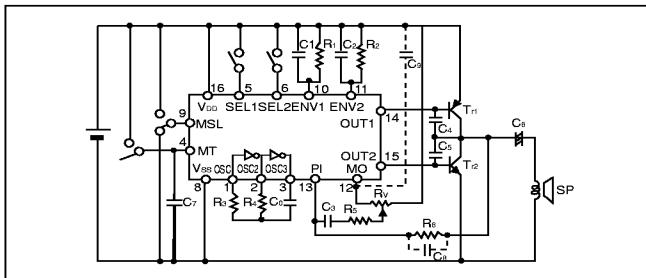 C1 R1 C2 R2
C9
16 5 6 10 11
VDD SEL1 SEL2 ENV1 ENV2
9 MSL
OUT1 14
Tr1
C4
C6
4 MT
OUT2 15
C5
Tr2
VSS OSC OSC2 OSC3 PI MO
8 1 2 3 13 12
SP
C7
R3 R4 C0
C3 R5 RV
R6
C8